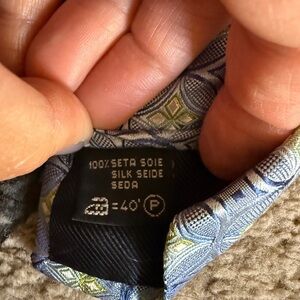 100% SETA SOIE
SILK SEIDE
SEDA
= 40° P